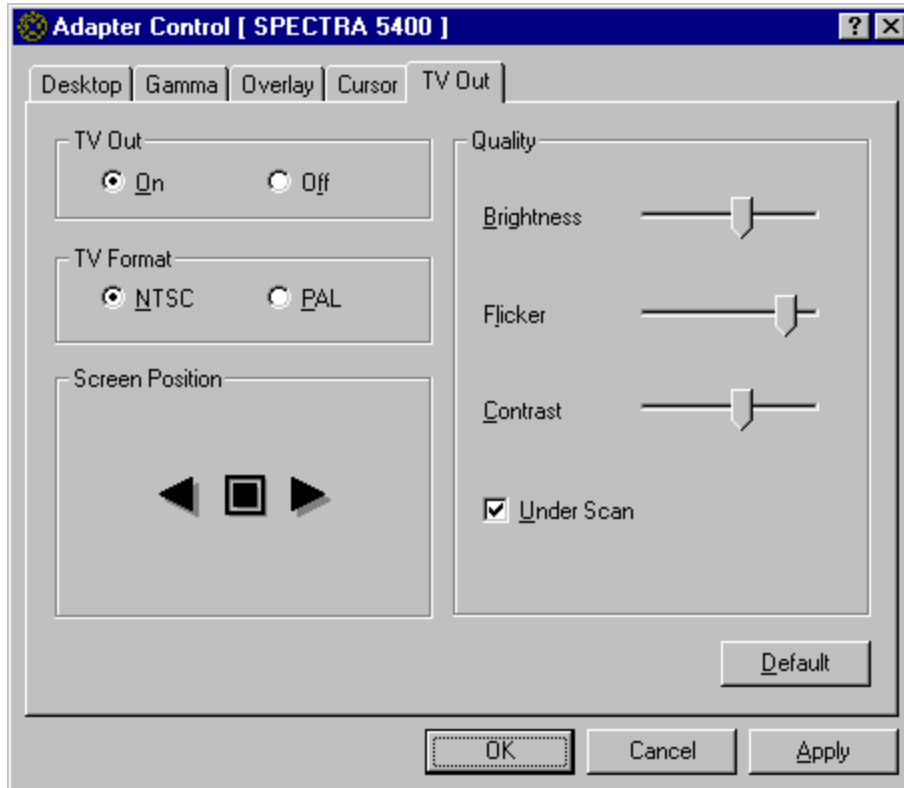 Adapter Control [ SPECTRA 5400 ]
Desktop Gamma Overlay Cursor TV Out
TV Out
On Off
TV Format
NTSC PAL
Screen Position
Quality
Brightness
Flicker
Contrast
Under Scan
Default
OK Cancel Apply